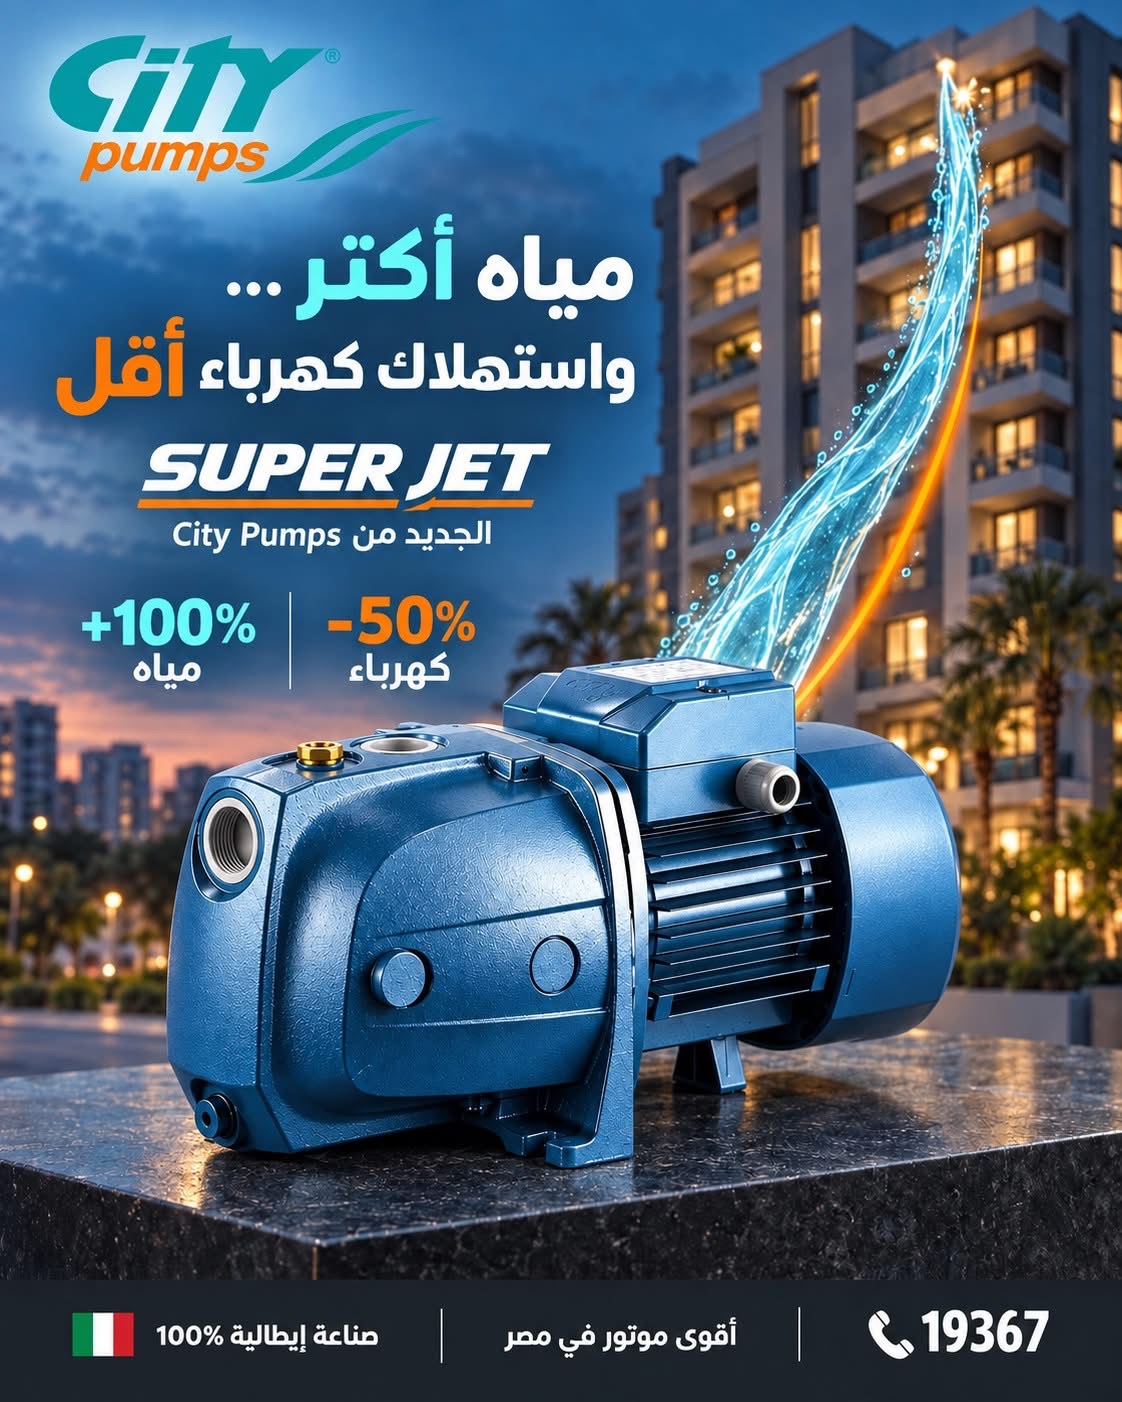 City ®
pumps
مياه أكتر ...
واستهلاك كهرباء أقل
SUPER JET
الجديد من City Pumps
+100%
مياه
-50%
كهرباء
صناعة إيطالية 100%
أقوى موتور في مصر
19367